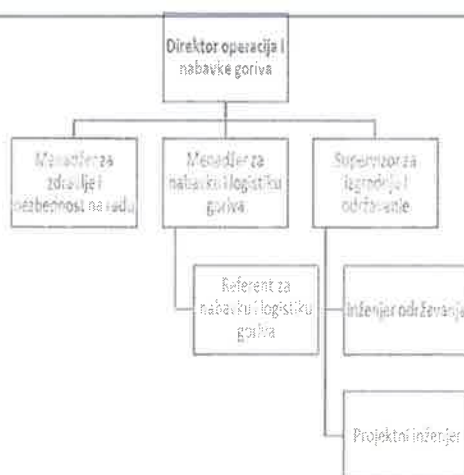 Direktor operacija i
nabavke goriva
Menadžer za
zdravlje i
bezbednost na radu
Menadžer za
nabavku i logistiku
goriva
Supervizor za
izgradnju i
održavanje
Referent za
nabavku i logistiku
goriva
Inženjer održavanja
Projektni inženjer